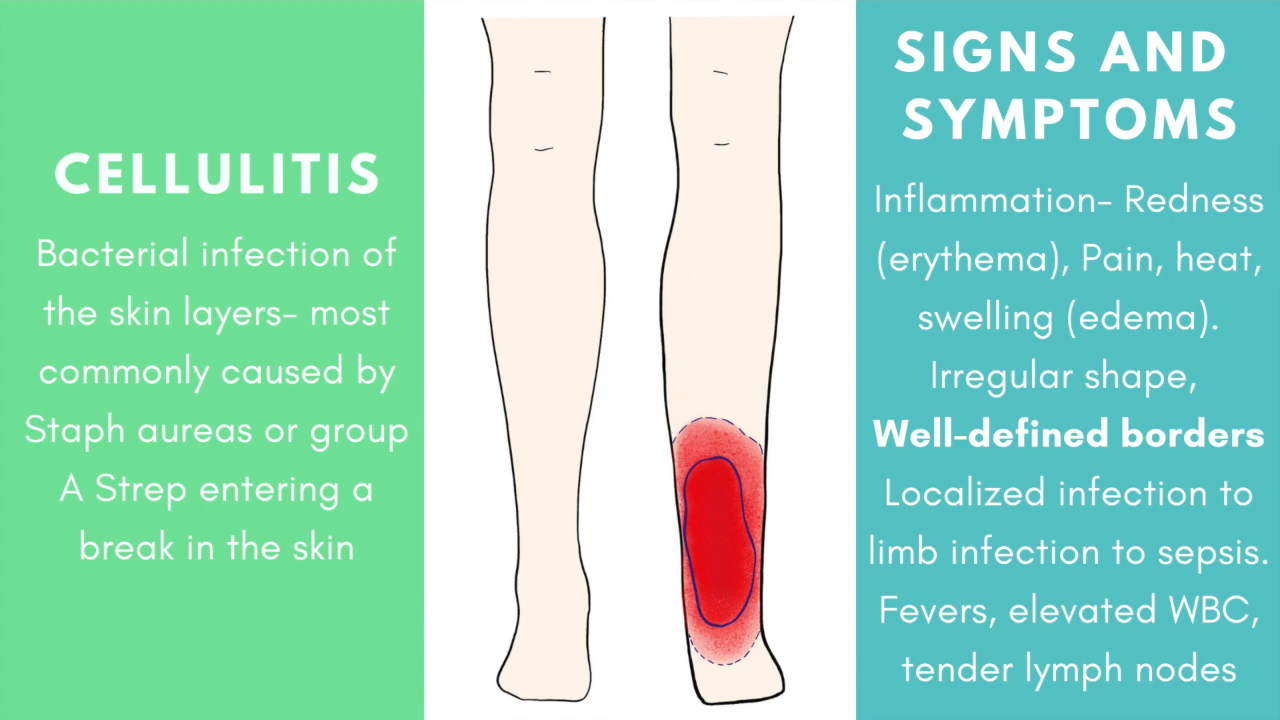 CELLULITIS
Bacterial infection of
the skin layers- most
commonly caused by
Staph aureas or group
A Strep entering a
break in the skin
SIGNS AND
SYMPTOMS
Inflammation- Redness
(erythema), Pain, heat,
swelling (edema).
Irregular shape,
Well-defined borders
Localized infection to
limb infection to sepsis.
Fevers, elevated WBC,
tender lymph nodes